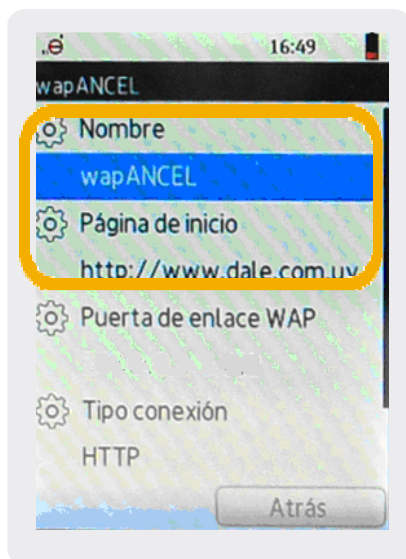 16:49
wapANCEL
Nombre
wapANCEL
Página de inicio
http://www.dale.com.uy
Puerta de enlace WAP
Tipo conexión
HTTP
Atrás